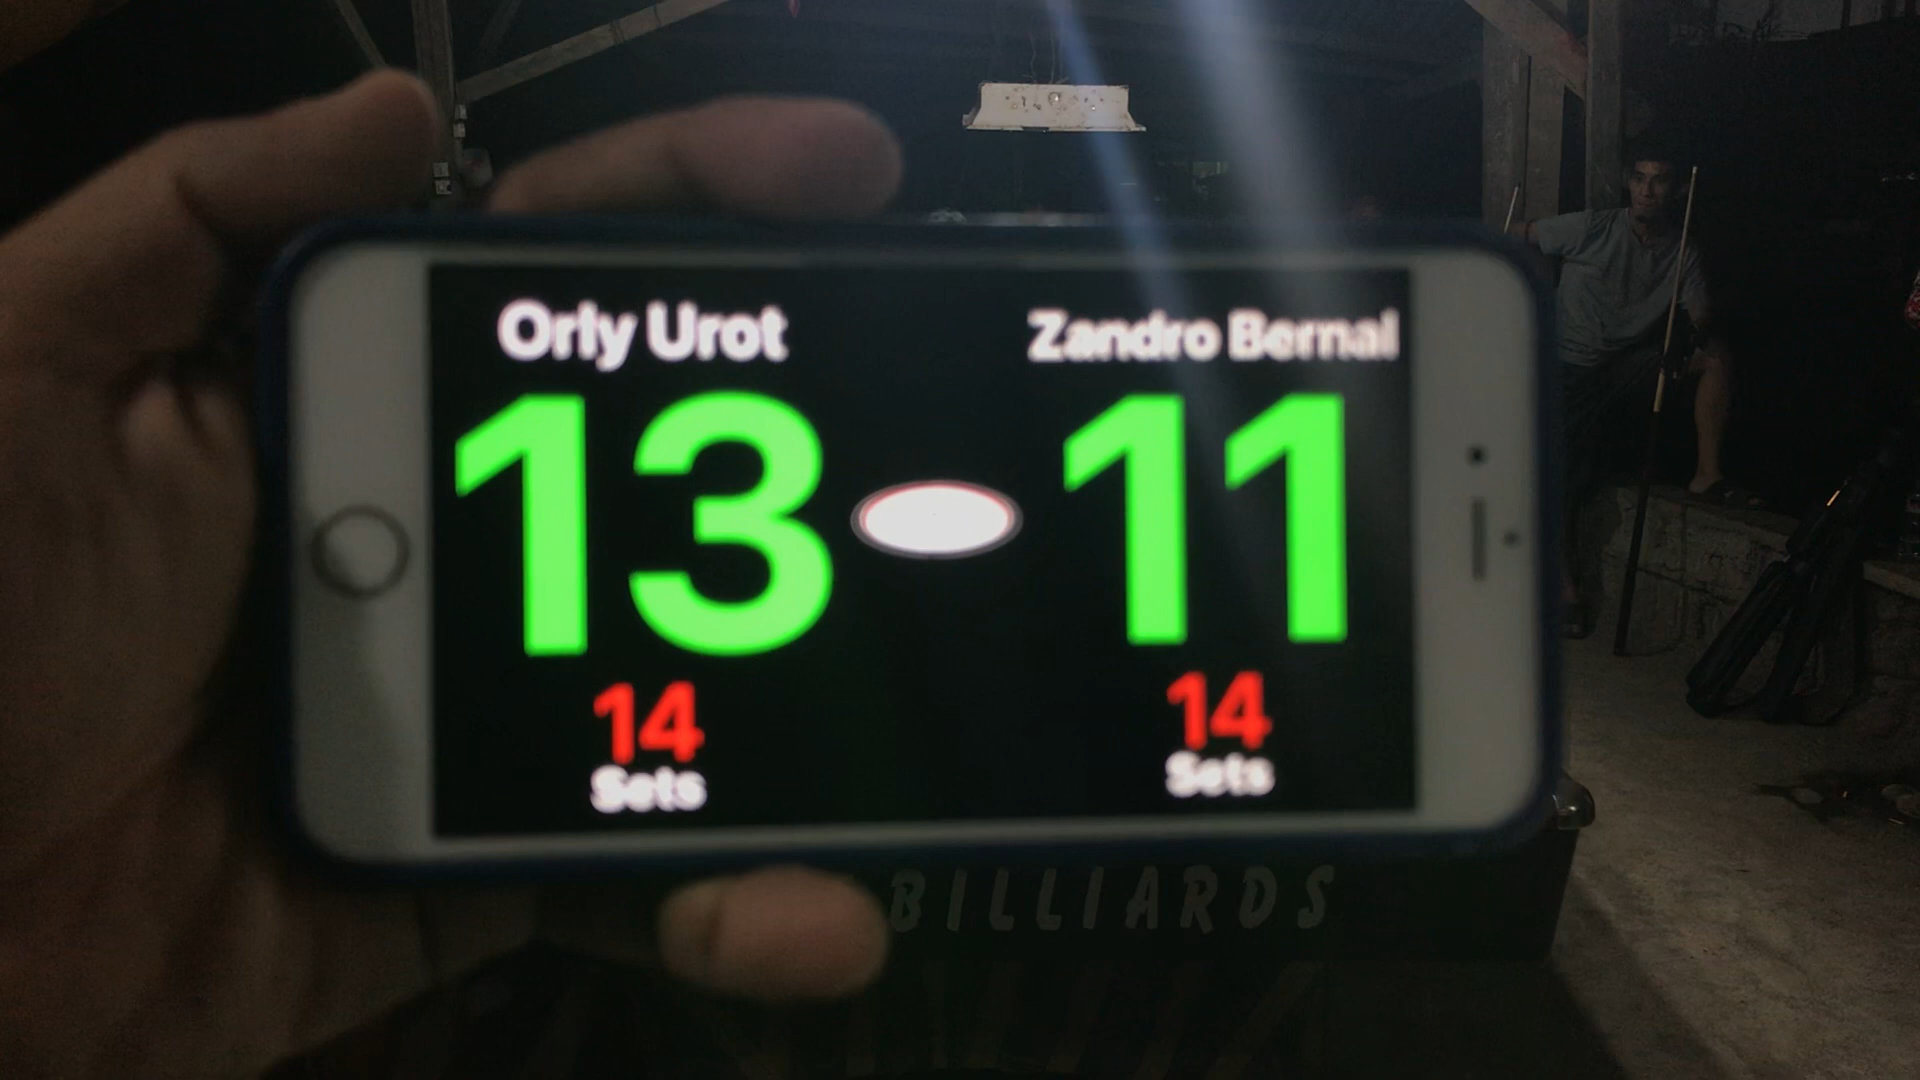 Orly Urot
Zandro Bernal
13
11
14
14
Sets
Sets
BILLIARDS